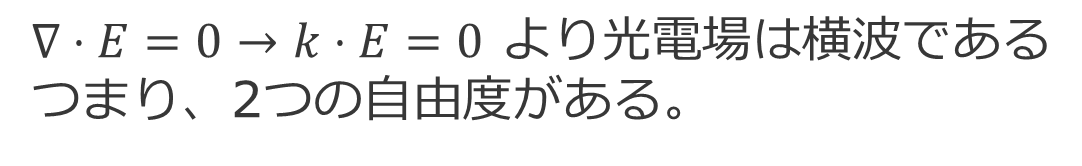 ∇ · E = 0 → k · E = 0 より光電場は横波である
つまり、2つの自由度がある。